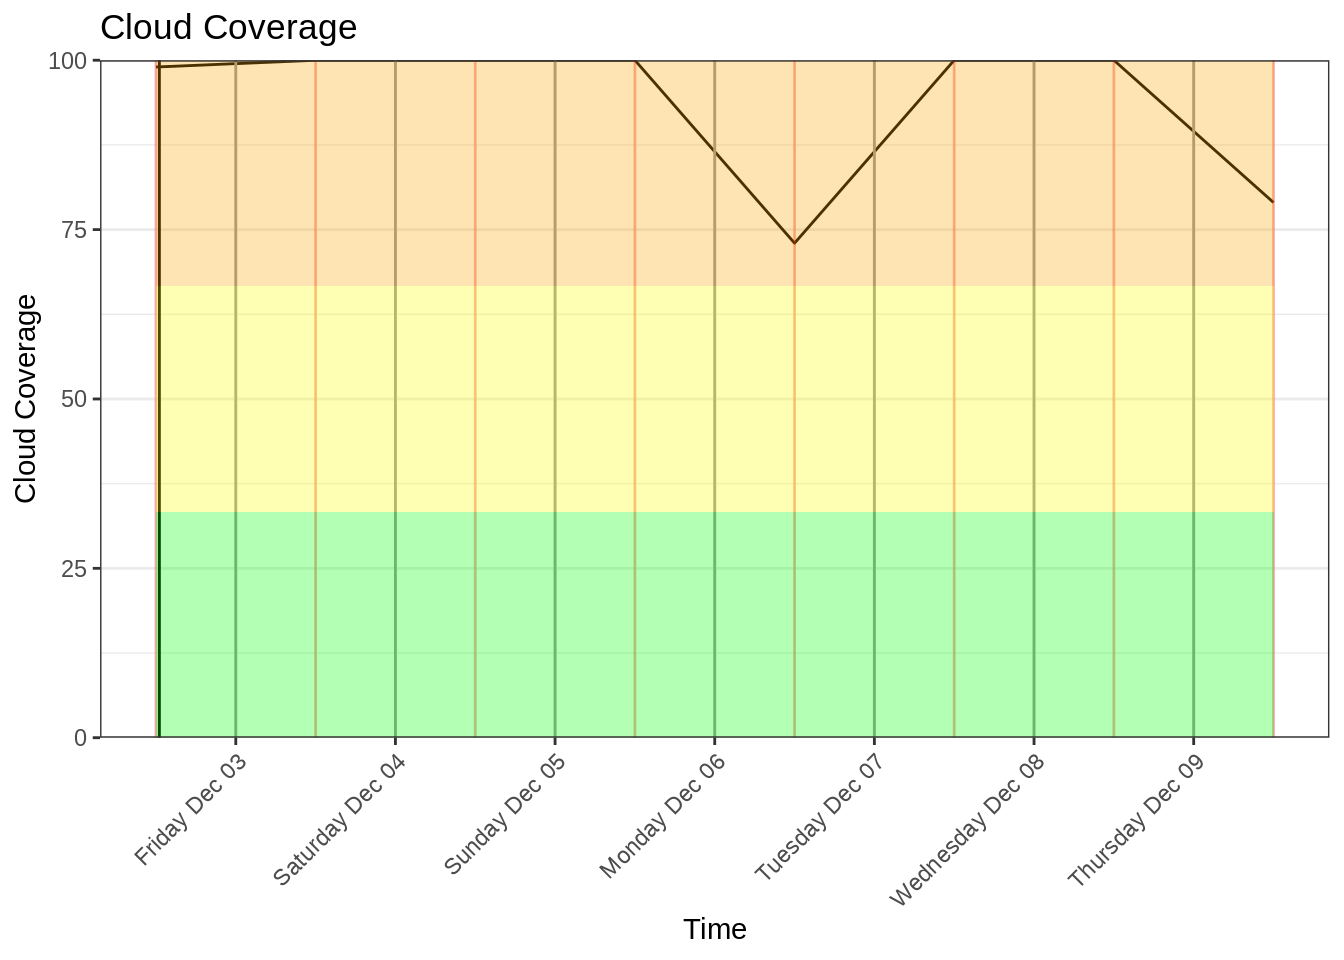 Cloud Coverage
Cloud Coverage
100
75
50
25
0
Friday Dec 03
Saturday Dec 04
Sunday Dec 05
Monday Dec 06
Tuesday Dec 07
Wednesday Dec 08
Thursday Dec 09
Time